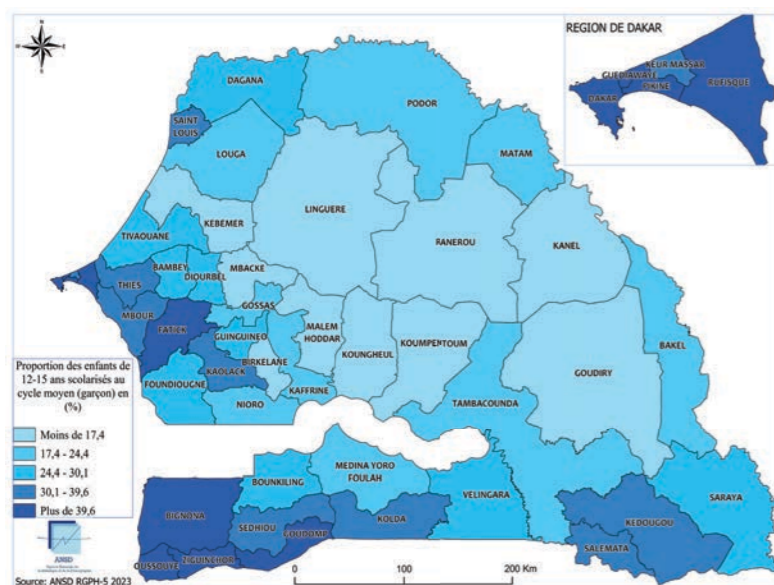 REGION DE DAKAR
KEUR MASSAR
GUEDIAWAYE
DAKAR
PIKINE
RUFISQUE
DAGANA
PODOR
SAINT
LOUIS
LOUGA
MATAM
LINGUERE
KEBEMER
RANEROU
KANEL
TIVAOUANE
BAMBEY
MBACKE
DIOURBEL
THIES
GOSSAS
MBOUR
FATICK
GUINGUINEO
MALEM
HODDAR
KOUMPENTOUM
KOUNGHEUL
BIRKELANE
KAOLACK
GOUDIRY
BAKEL
FOUNDIOUGNE
KAFFRINE
NIORO
TAMBACOUNDA
Proportion des enfants de
12-15 ans scolarisés au
cycle moyen (garçon) en
(%)
Moins de 17,4
17,4 - 24,4
24,4 - 30,1
30,1 - 39,6
Plus de 39,6
MEDINA YORO
FOULAH
BOUNKILING
VELINGARA
SARAYA
BIGNONA
SEDHIOU
KOLDA
GOUDOMP
KEDOUGOU
SALEMATA
ZIGUINCHOR
OUSSOUYE
ANSD
Source: ANSD RGPH-5 2023
0 100 200 Km